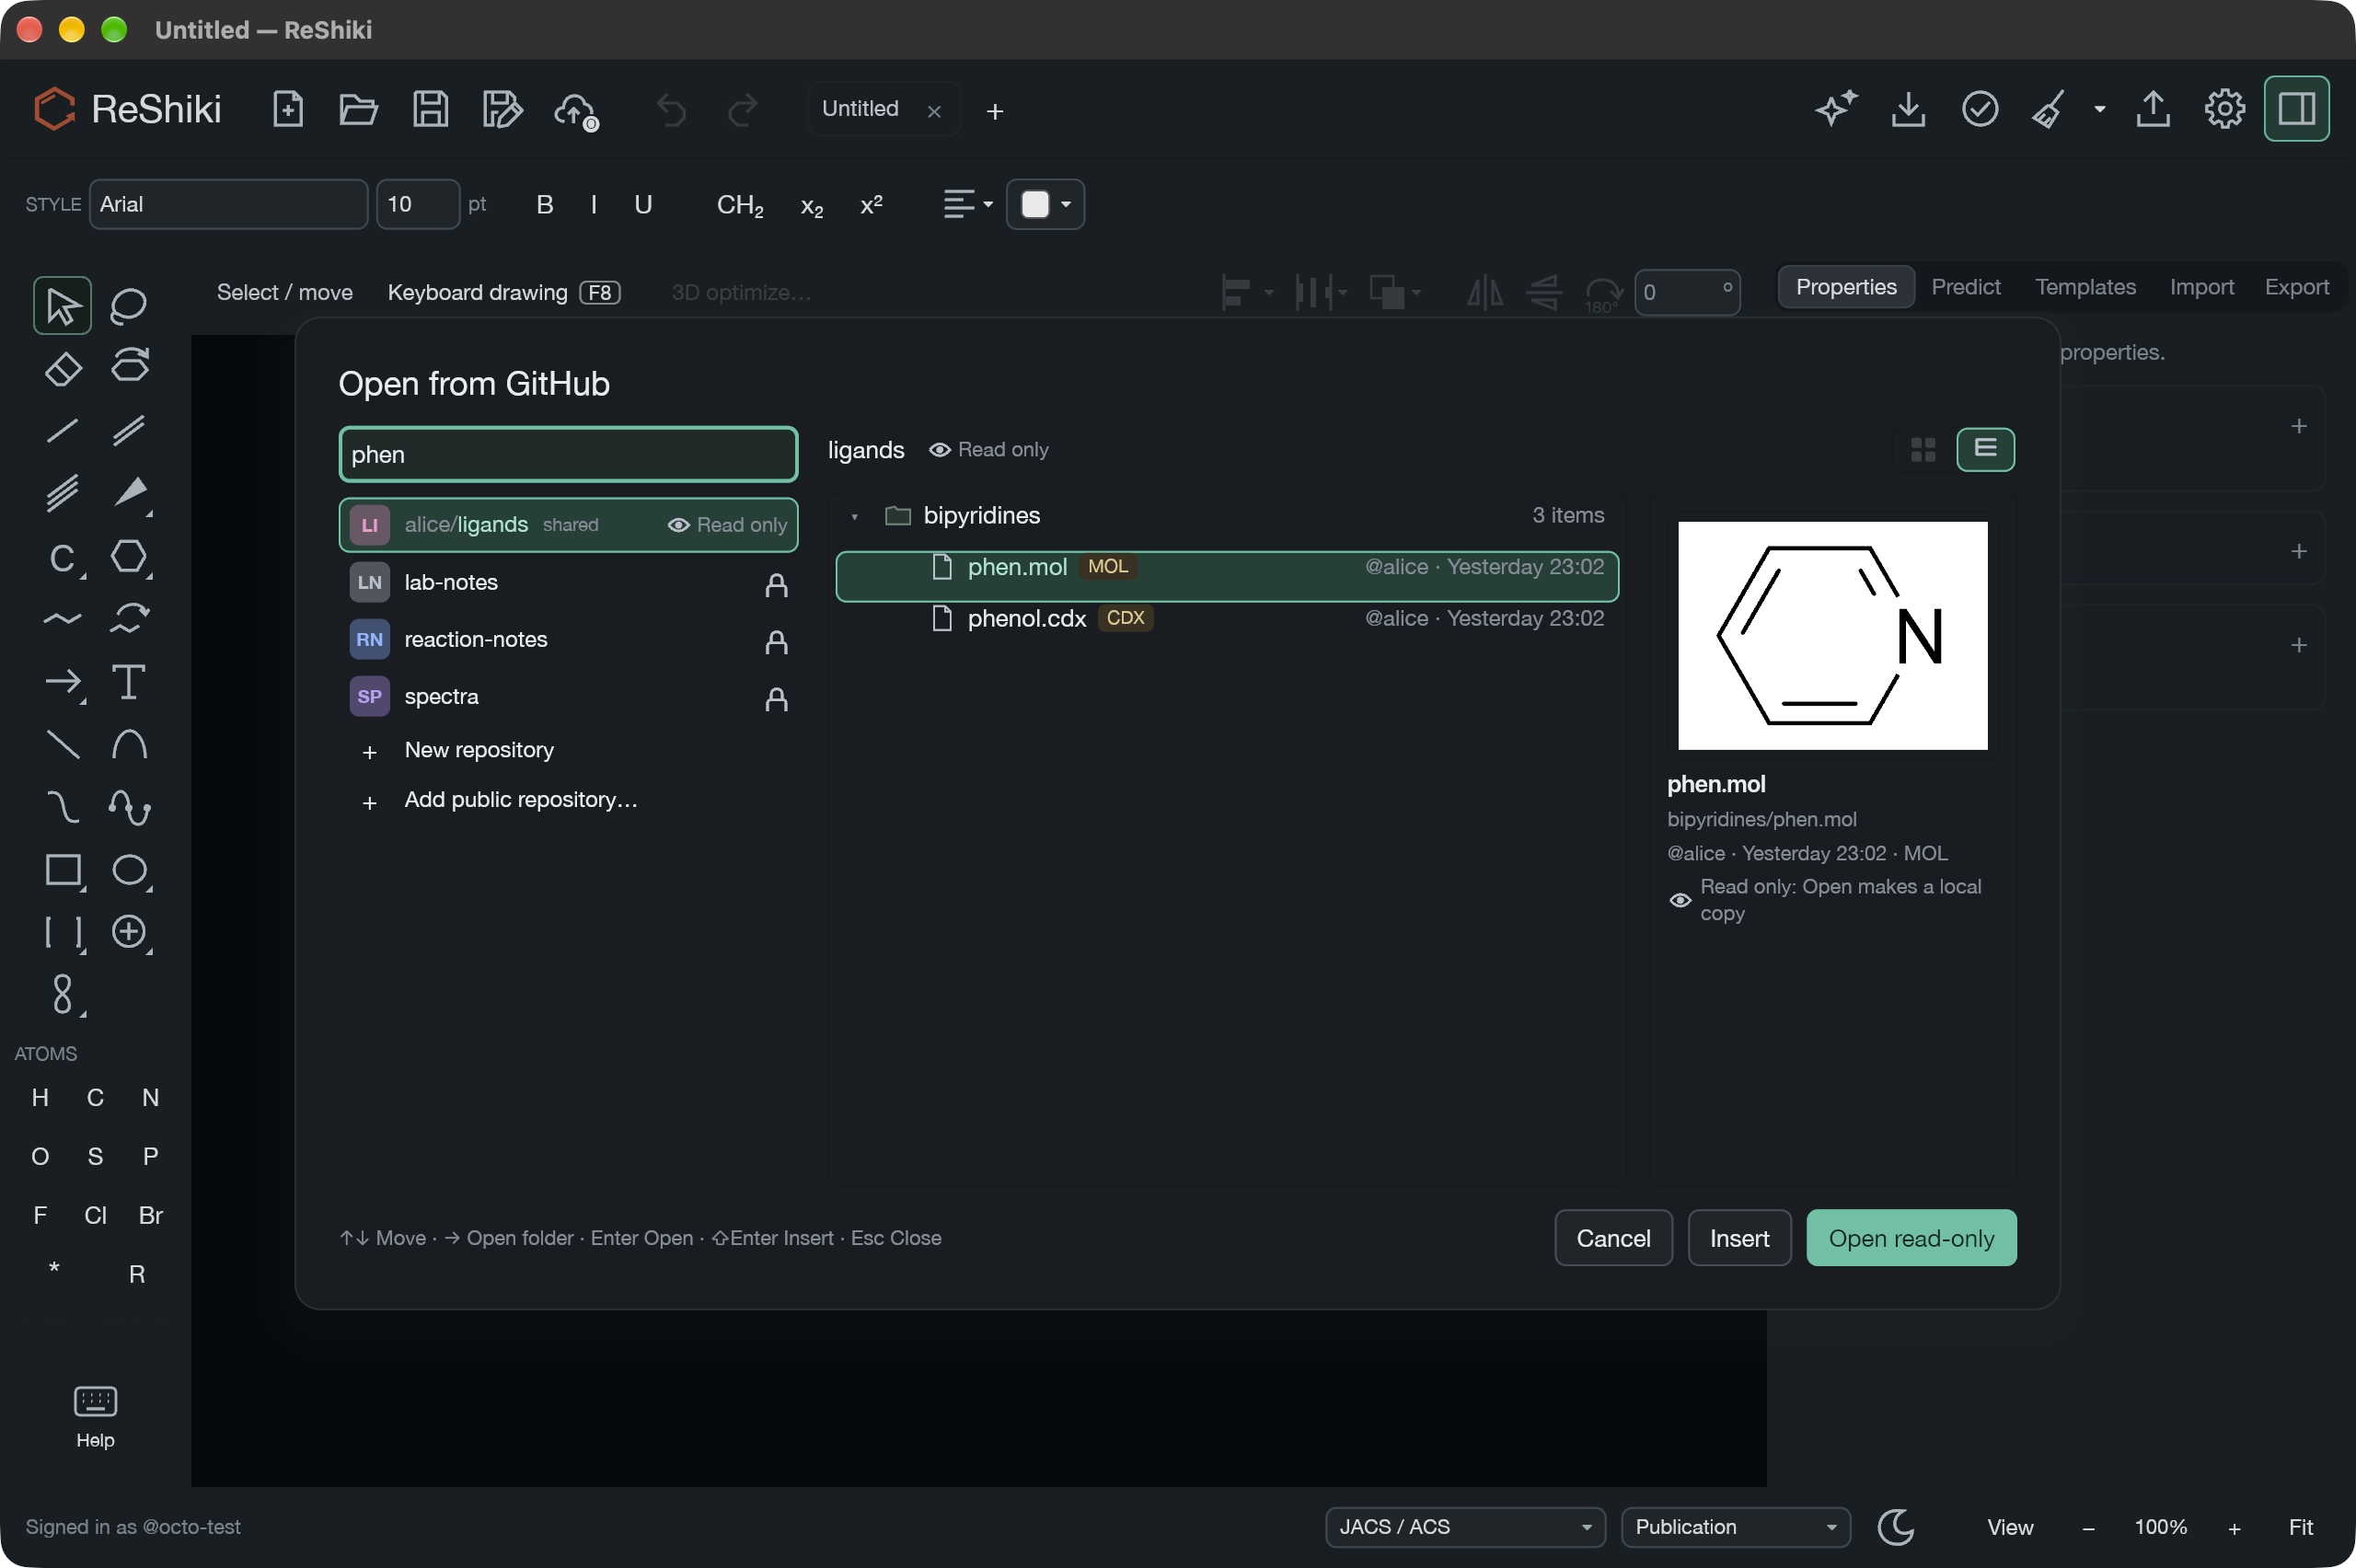 Untitled — ReShiki
ReShiki
Untitled
STYLE Arial 10 pt B I U CH₂ x₂ x²
Select / move Keyboard drawing F8 3D optimize... 180° 0 °
Properties Predict Templates Import Export
properties.
Open from GitHub
phen
LI alice/ligands shared Read only
LN lab-notes
RN reaction-notes
SP spectra
+ New repository
+ Add public repository...
ligands Read only
bipyridines 3 items
phen.mol MOL @alice · Yesterday 23:02
phenol.cdx CDX @alice · Yesterday 23:02
N
phen.mol
bipyridines/phen.mol
@alice · Yesterday 23:02 · MOL
Read only: Open makes a local
copy
↑↓ Move · → Open folder · Enter Open · ⇧Enter Insert · Esc Close
Cancel Insert Open read-only
C
T
ATOMS
H C N
O S P
F Cl Br
* R
Help
Signed in as @octo-test
JACS / ACS Publication View − 100% + Fit